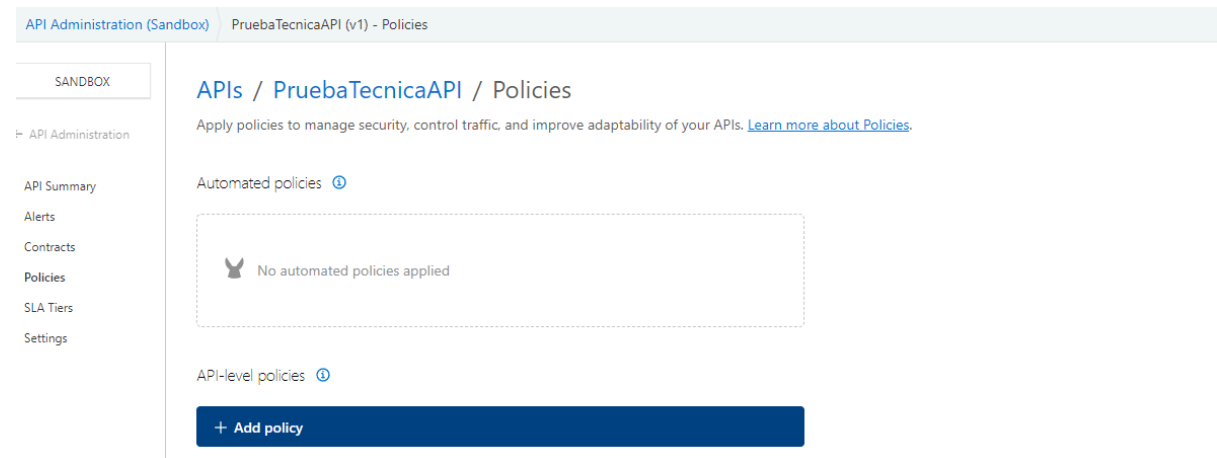 API Administration (Sandbox) PruebaTecnicaAPI (v1) - Policies
SANDBOX
API Administration
API Summary
Alerts
Contracts
Policies
SLA Tiers
Settings
APIs / PruebaTecnicaAPI / Policies
Apply policies to manage security, control traffic, and improve adaptability of your APIs. Learn more about Policies.
Automated policies
No automated policies applied
API-level policies
+ Add policy